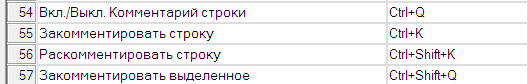 54 Вкл./Выкл. Комментарий строки Ctrl+Q
55 Закомментировать строку Ctrl+K
56 Раскомментировать строку Ctrl+Shift+K
57 Закомментировать выделенное Ctrl+Shift+Q